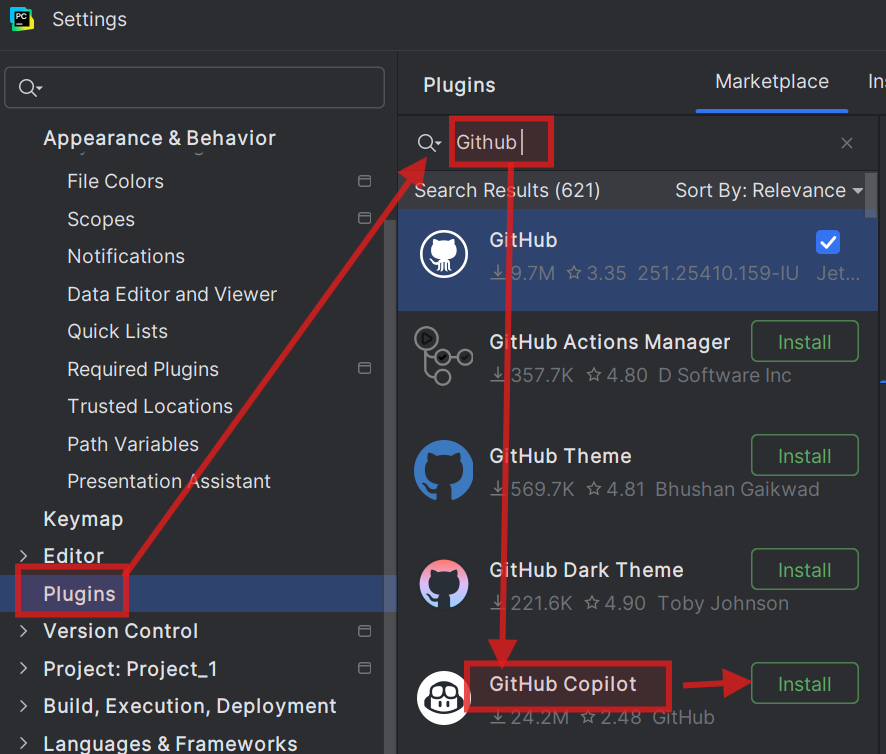 PC
Settings
Appearance & Behavior
File Colors
Scopes
Notifications
Data Editor and Viewer
Quick Lists
Required Plugins
Trusted Locations
Path Variables
Presentation Assistant
Keymap
Editor
Plugins
Version Control
Project: Project_1
Build, Execution, Deployment
Languages & Frameworks
Plugins
Marketplace
Github
Search Results (621)
Sort By: Relevance
GitHub
9.7M 3.35 251.25410.159-IU Jet...
GitHub Actions Manager
Install
357.7K 4.80 D Software Inc
GitHub Theme
Install
569.7K 4.81 Bhushan Gaikwad
GitHub Dark Theme
Install
221.6K 4.90 Toby Johnson
GitHub Copilot
Install
24.2M 2.48 GitHub